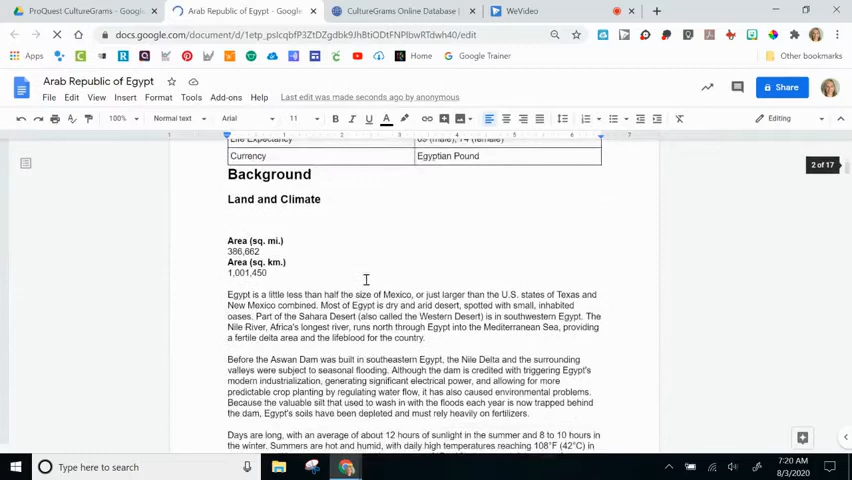 ProQuest CultureGrams - Google
Arab Republic of Egypt - Google
CultureGrams Online Database |
WeVideo
docs.google.com/document/d/
Apps
Home
Google Trainer
Other bookmarks
Arab Republic of Egypt
File Edit View Insert Format Tools Add-ons Help Last edit was made seconds ago by anonymous
Share
100% Normal text Arial 11 Editing
1 1 2 3 4 5 6 7
Currency Egyptian Pound
2 of 17
Background
Land and Climate
Area (sq. mi.)
386,662
Area (sq. km.)
1,001,450
Egypt is a little less than half the size of Mexico, or just larger than the U.S. states of Texas and
New Mexico combined. Most of Egypt is dry and arid desert, spotted with small, inhabited
oases. Part of the Sahara Desert (also called the Western Desert) is in southwestern Egypt. The
Nile River, Africa's longest river, runs north through Egypt into the Mediterranean Sea, providing
a fertile delta area and the lifeblood for the country.
Before the Aswan Dam was built in southeastern Egypt, the Nile Delta and the surrounding
valleys were subject to seasonal flooding. Although the dam is credited with triggering Egypt's
modern industrialization, generating significant electrical power, and allowing for more
predictable crop planting by regulating water flow, it has also caused environmental problems.
Because the valuable silt that used to wash in with the floods each year is now trapped behind
the dam, Egypt's soils have been depleted and must rely heavily on fertilizers.
Days are long, with an average of about 12 hours of sunlight in the summer and 8 to 10 hours in
the winter. Summers are hot and humid, with daily high temperatures reaching 108°F (42°C) in
Type here to search
7:20 AM
8/3/2020